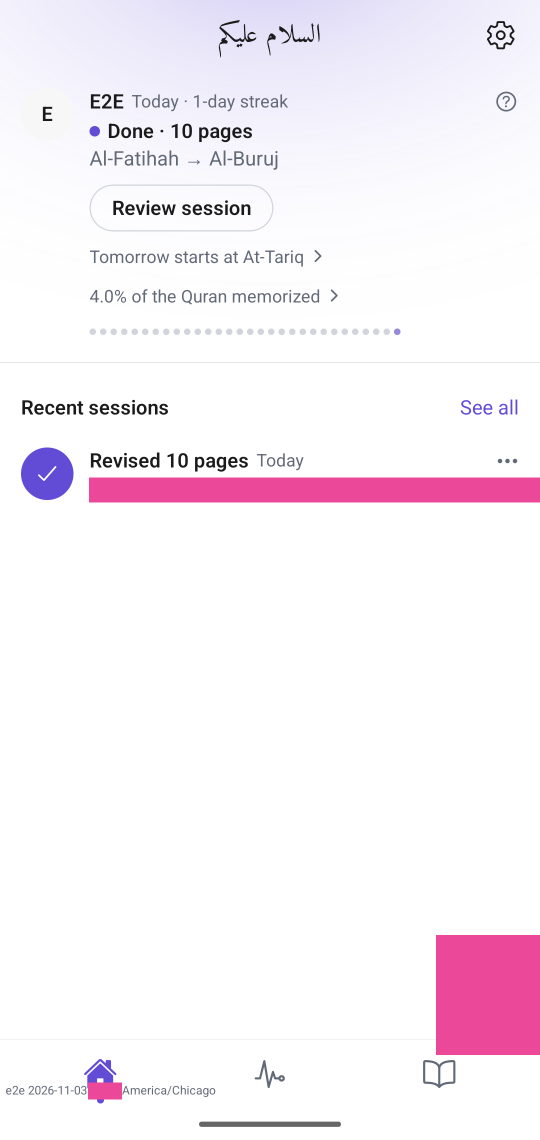 السلام عليكم
E
E2E Today · 1-day streak
Done · 10 pages
Al-Fatihah → Al-Buruj
Review session
Tomorrow starts at At-Tariq
4.0% of the Quran memorized
Recent sessions See all
Revised 10 pages Today
e2e 2026-11-03 America/Chicago